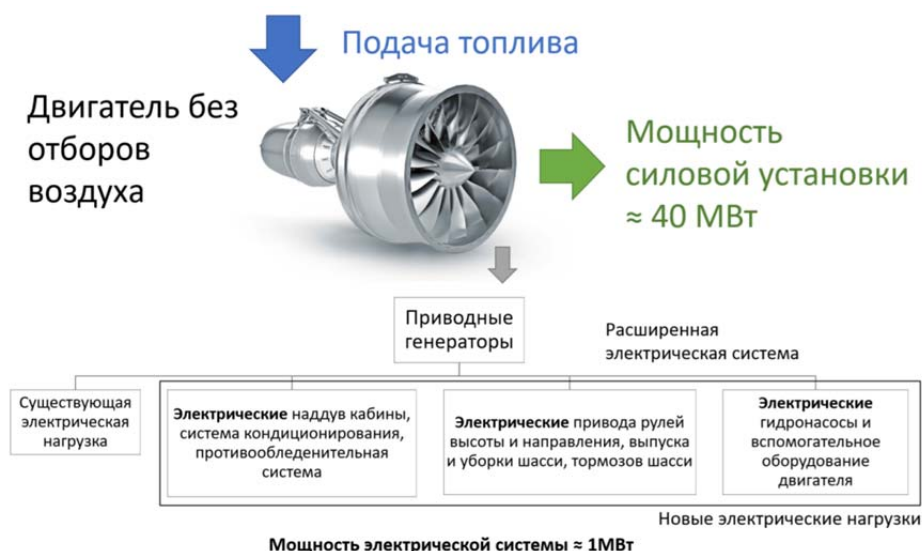 Подача топлива
Двигатель без
отборов
воздуха
Мощность
силовой установки
≈ 40 МВт
Приводные
генераторы
Расширенная
электрическая система
Существующая
электрическая
нагрузка
Электрические наддув кабины,
система кондиционирования,
противообледенительная
система
Электрические привода рулей
высоты и направления, выпуска
и уборки шасси, тормозов шасси
Электрические
гидронасосы и
вспомогательное
оборудование
двигателя
Новые электрические нагрузки
Мощность электрической системы ≈ 1МВт